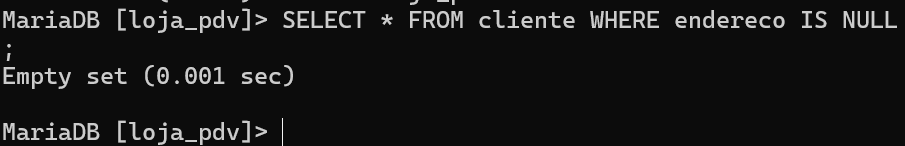 MariaDB [loja_pdv]> SELECT * FROM cliente WHERE endereco IS NULL
;
Empty set (0.001 sec)
MariaDB [loja_pdv]>